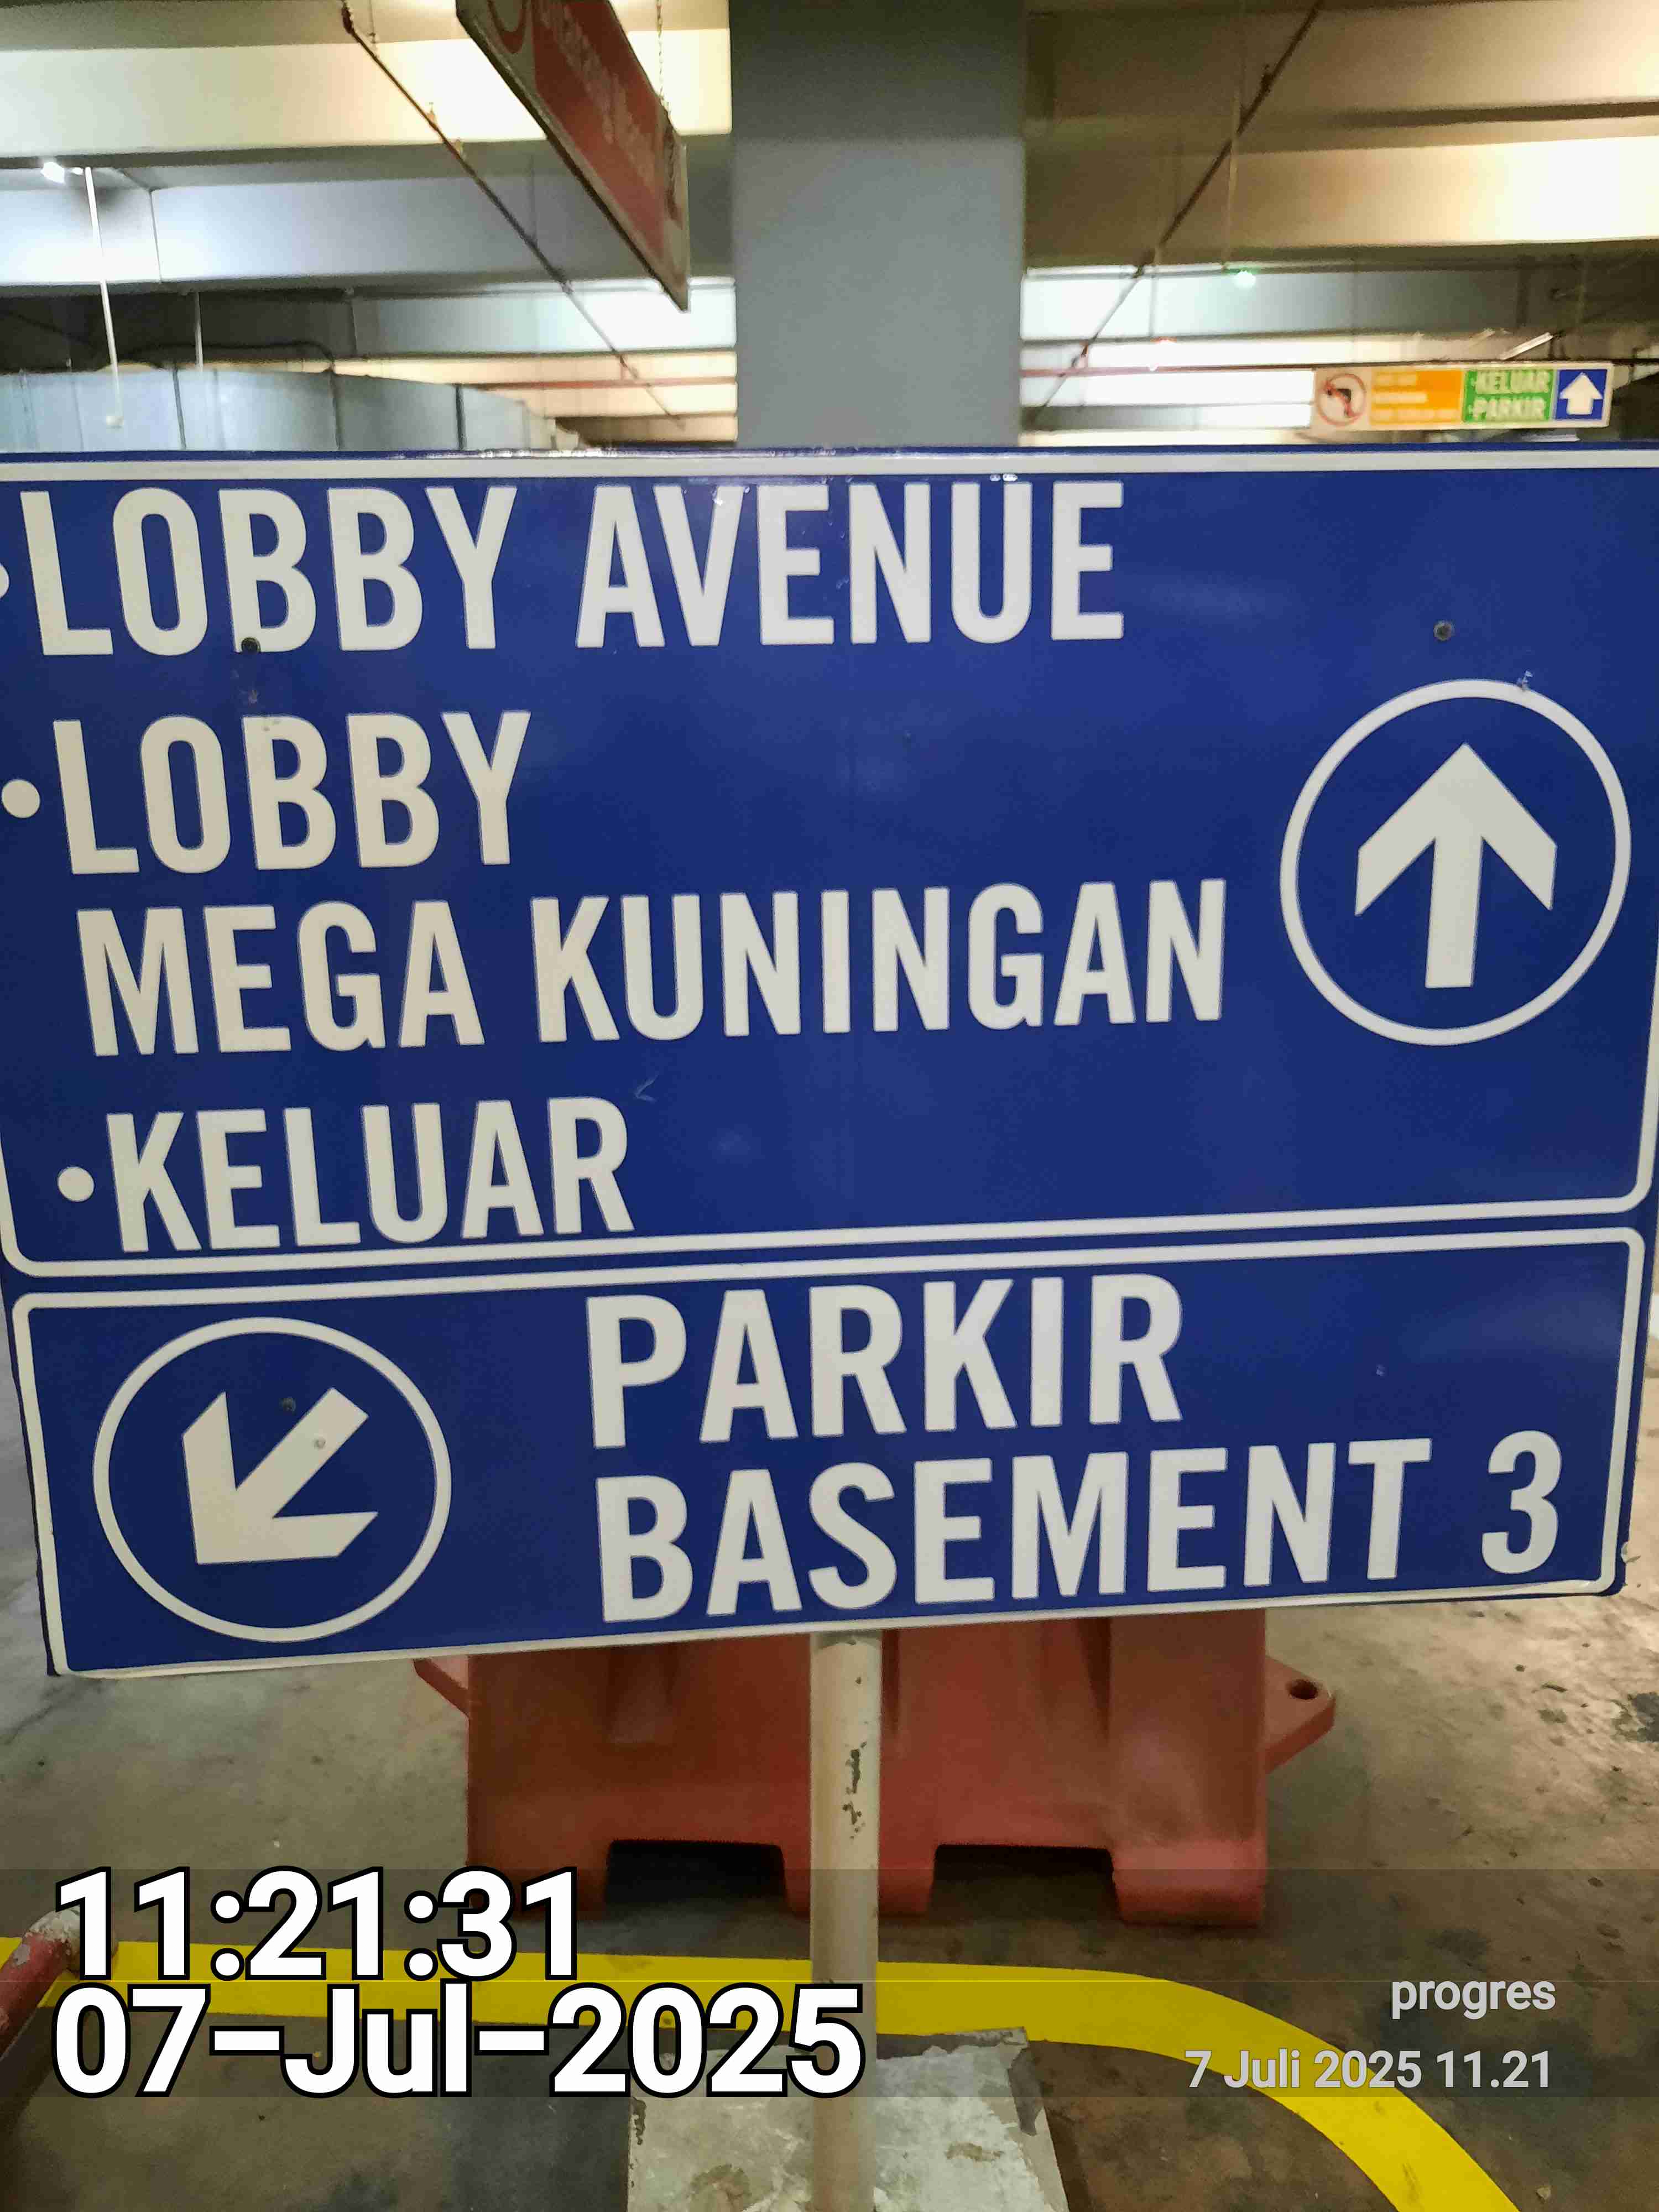 KELUAR
PARKIR
•LOBBY AVENUE
•LOBBY
MEGA KUNINGAN
•KELUAR
PARKIR
BASEMENT 3
11:21:31
07-Jul-2025
progres
7 Juli 2025 11.21